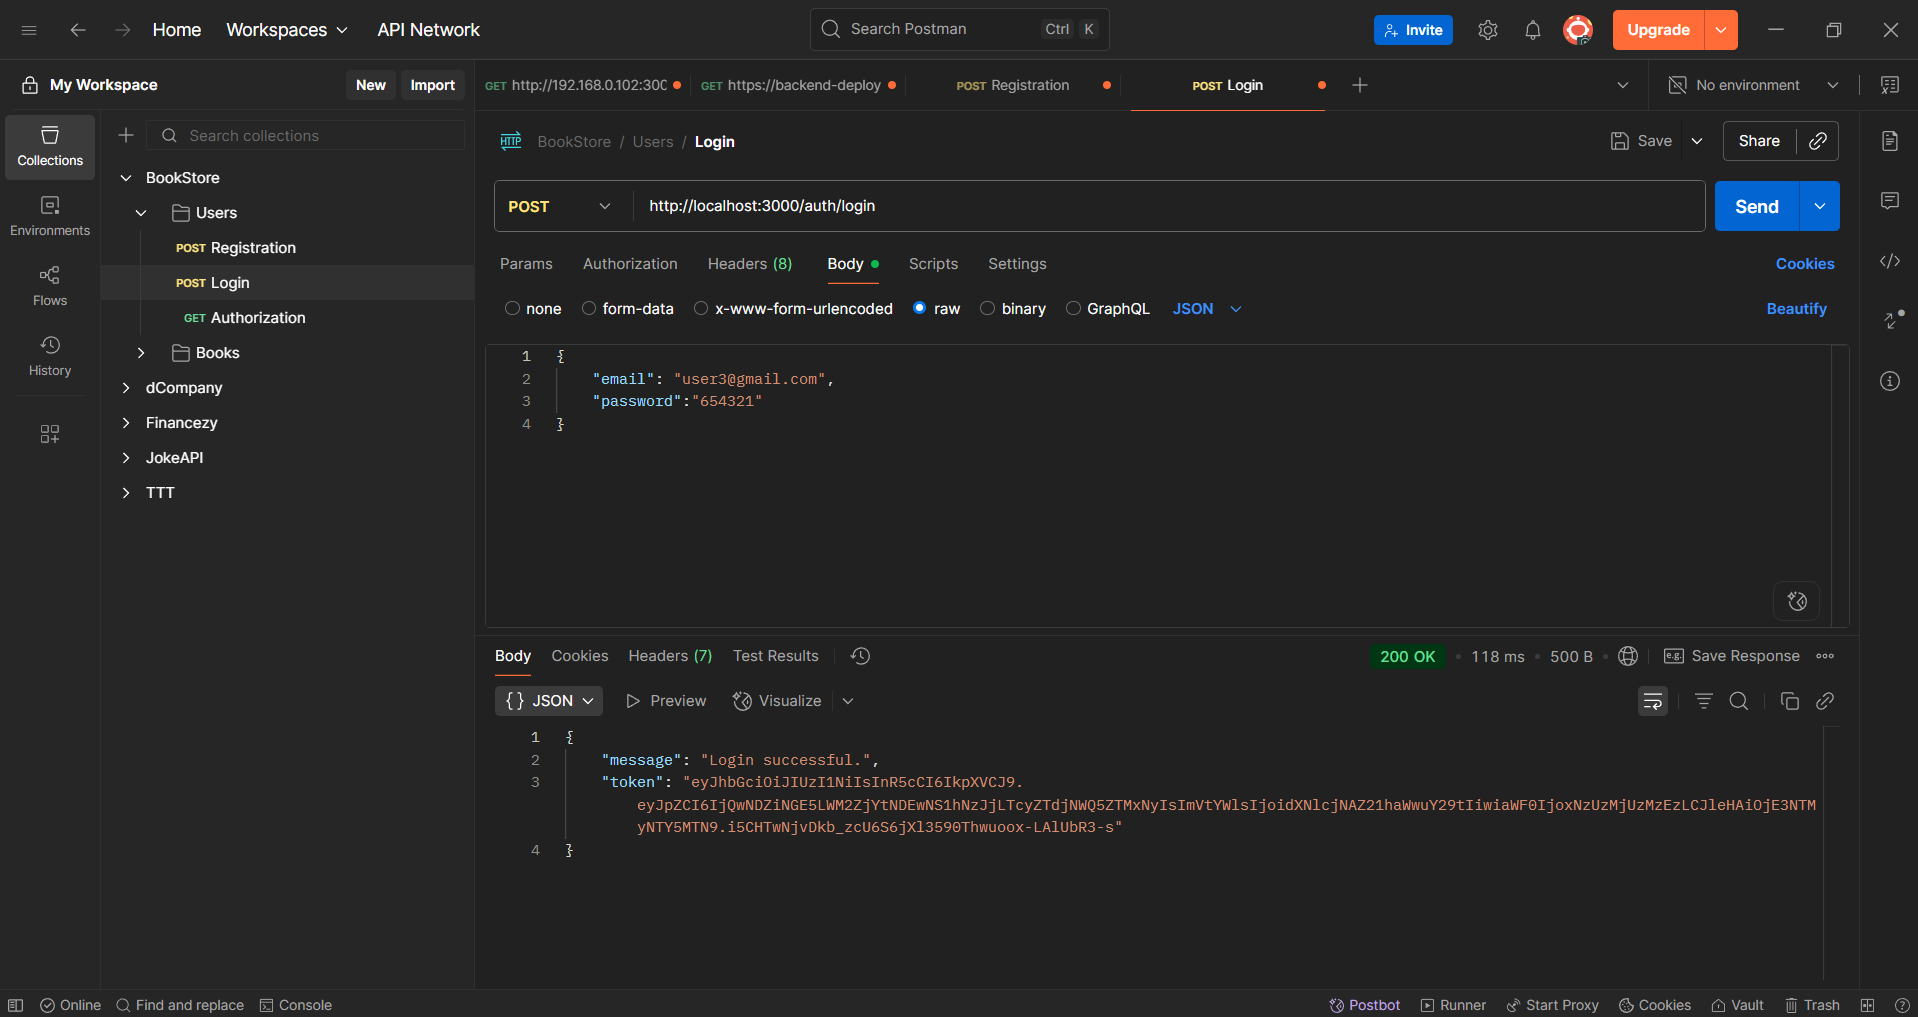 Home
Workspaces
API Network
Search Postman
Ctrl K
Invite
Upgrade
My Workspace
New
Import
GET http://192.168.0.102:300
GET https://backend-deploy
POST Registration
POST Login
No environment
Collections
Environments
Flows
History
Search collections
BookStore
Users
POST Registration
POST Login
GET Authorization
Books
dCompany
Financezy
JokeAPI
TTT
HTTP BookStore / Users / Login
Save
Share
POST
http://localhost:3000/auth/login
Send
Params
Authorization
Headers (8)
Body
Scripts
Settings
Cookies
none
form-data
x-www-form-urlencoded
raw
binary
GraphQL
JSON
Beautify
1 {
2 "email": "user3@gmail.com",
3 "password":"654321"
4 }
Body
Cookies
Headers (7)
Test Results
200 OK
118 ms
500 B
e.g. Save Response
{} JSON
Preview
Visualize
1 {
2 "message": "Login successful.",
3 "token": "eyJhbGciOiJIUzI1NiIsInR5cCI6IkpXVCJ9.
eyJpZCI6IjQwNDZiNGE5LWM2ZjYtNDEwNS1hNzJjLTcyZTdjNWQ5ZTMxNyIsImVtYWlsIjoidXNlcjNAZ21haWwuY29tIiwiaWF0IjoxNzUzMjUzMzEzLCJleHAiOjE3NTM
yNTY5MTN9.i5CHTwNjvDkb_zcU6S6jXl3590Thwuoox-LAlUbR3-s"
4 }
Online
Find and replace
Console
Postbot
Runner
Start Proxy
Cookies
Vault
Trash